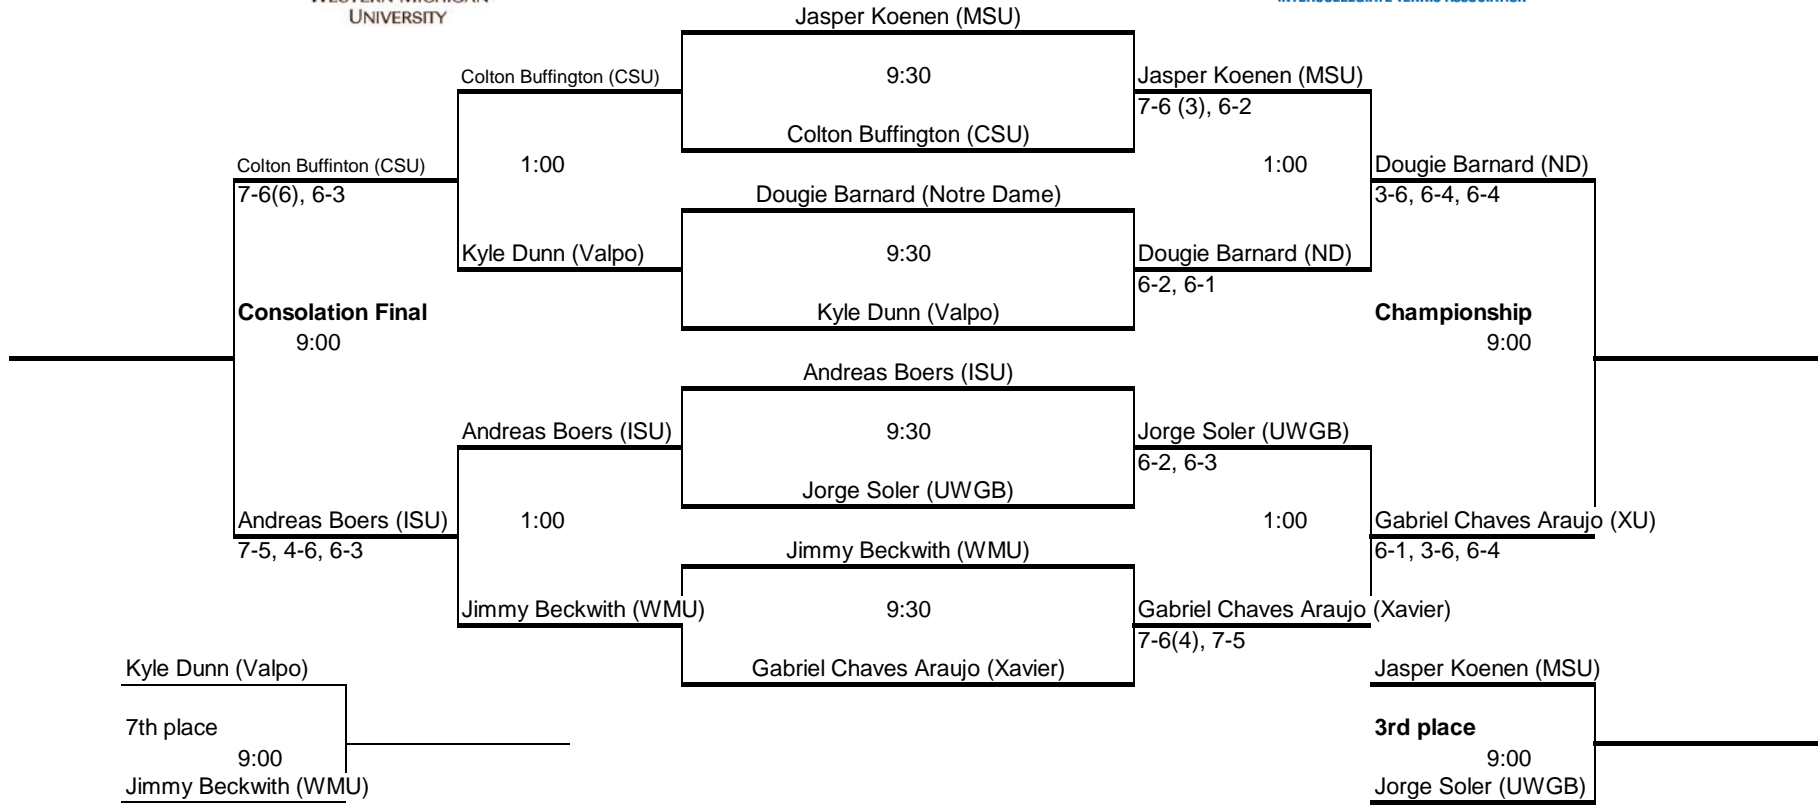 WESTERN MICHIGAN
UNIVERSITY
INTERCOLLEGIATE TENNIS ASSOCIATION
Jasper Koenen (MSU)
Colton Buffington (CSU)
9:30
Jasper Koenen (MSU)
7-6 (3), 6-2
Colton Buffington (CSU)
Colton Buffinton (CSU)
1:00
1:00
Dougie Barnard (ND)
7-6(6), 6-3
Dougie Barnard (Notre Dame)
3-6, 6-4, 6-4
Kyle Dunn (Valpo)
9:30
Dougie Barnard (ND)
6-2, 6-1
Consolation Final
Kyle Dunn (Valpo)
Championship
9:00
9:00
Andreas Boers (ISU)
Andreas Boers (ISU)
9:30
Jorge Soler (UWGB)
6-2, 6-3
Jorge Soler (UWGB)
Andreas Boers (ISU)
1:00
1:00
Gabriel Chaves Araujo (XU)
7-5, 4-6, 6-3
Jimmy Beckwith (WMU)
6-1, 3-6, 6-4
Jimmy Beckwith (WMU)
9:30
Gabriel Chaves Araujo (Xavier)
7-6(4), 7-5
Kyle Dunn (Valpo)
Gabriel Chaves Araujo (Xavier)
Jasper Koenen (MSU)
7th place
3rd place
9:00
9:00
Jimmy Beckwith (WMU)
Jorge Soler (UWGB)